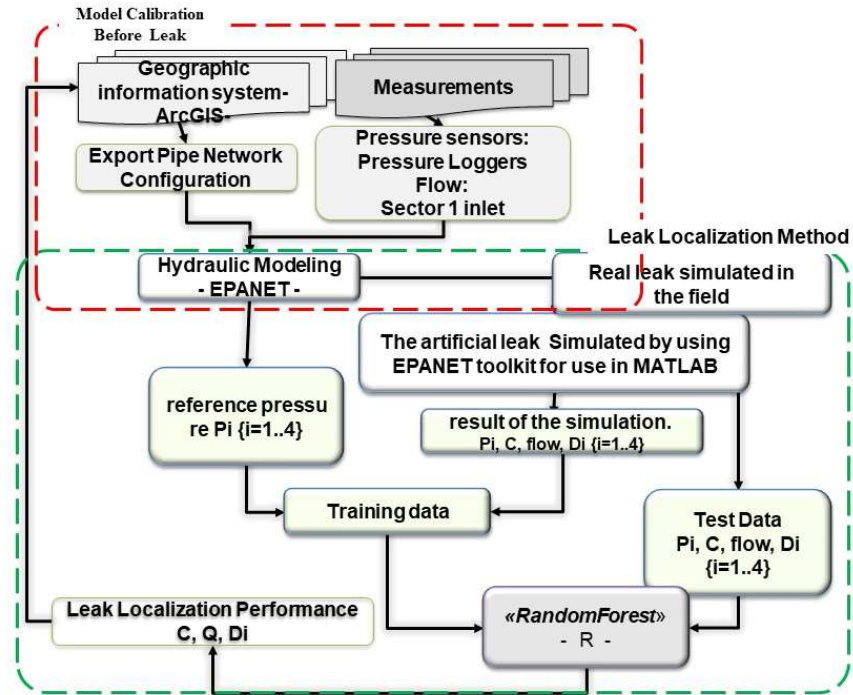 Model Calibration
Before Leak
Geographic
information system-
ArcGIS-
Measurements
Export Pipe Network
Configuration
Pressure sensors:
Pressure Loggers
Flow:
Sector 1 inlet
Leak Localization Method
Hydraulic Modeling
- EPANET -
Real leak simulated in
the field
The artificial leak Simulated by using
EPANET toolkit for use in MATLAB
reference pressu
re Pi {i=1..4}
result of the simulation.
Pi, C, flow, Di {i=1..4}
Training data
Test Data
Pi, C, flow, Di
{i=1..4}
Leak Localization Performance
C, Q, Di
«RandomForest»
- R -